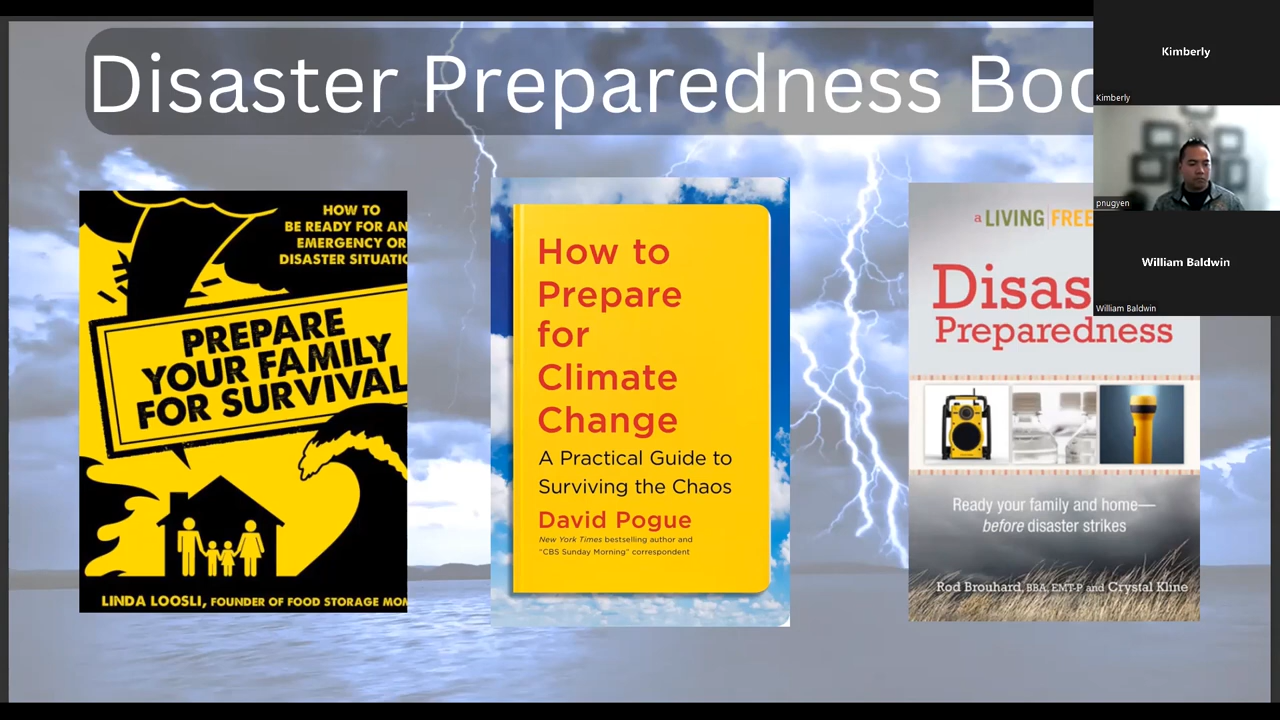 Disaster Preparedness Boo
HOW TO
BE READY FOR AN
EMERGENCY OR
DISASTER SITUATIO
PREPARE
YOUR FAMILY
FOR SURVIVAL
LINDA LOOSLI, FOUNDER OF FOOD STORAGE MOM
How to
Prepare
for
Climate
Change
A Practical Guide to
Surviving the Chaos
David Pogue
New York Times bestselling author and
"CBS Sunday Morning" correspondent
a LIVING FREE
Disas
Preparedness
Ready your family and home—
before disaster strikes
Rod Brouhard, BBA, EMT-P and Crystal Kline
Kimberly
Kimberly
pnugyen
William Baldwin
William Baldwin